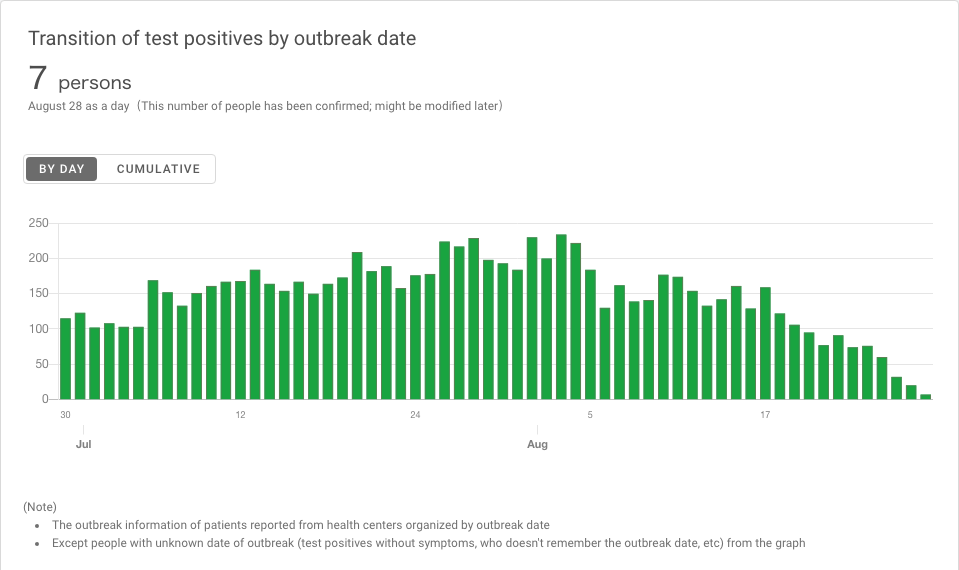 Transition of test positives by outbreak date
7 persons
August 28 as a day (This number of people has been confirmed; might be modified later)
BY DAY CUMULATIVE
250
200
150
100
50
0
30 12 24 5 17
Jul Aug
(Note)
• The outbreak information of patients reported from health centers organized by outbreak date
• Except people with unknown date of outbreak (test positives without symptoms, who doesn't remember the outbreak date, etc) from the graph